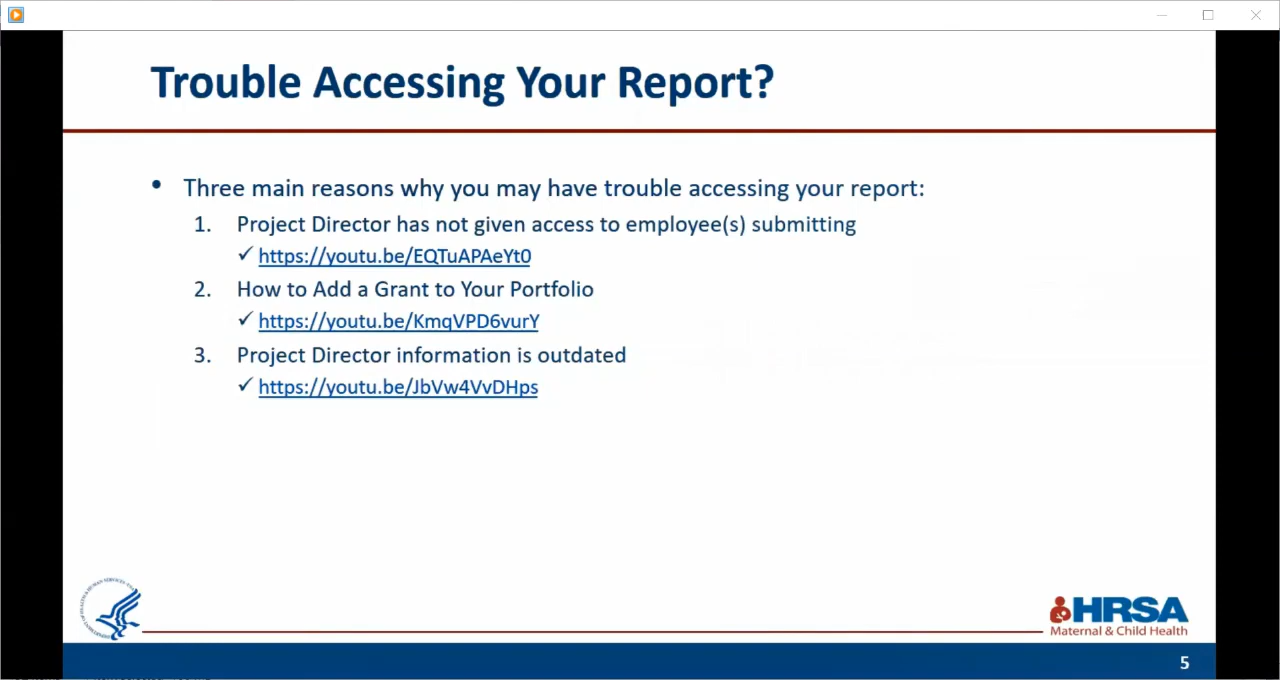 Trouble Accessing Your Report?
• Three main reasons why you may have trouble accessing your report:
1. Project Director has not given access to employee(s) submitting
✓ https://youtu.be/EQTuAPAeYt0
2. How to Add a Grant to Your Portfolio
✓ https://youtu.be/KmqVPD6vurY
3. Project Director information is outdated
✓ https://youtu.be/JbVw4VvDHps
HRSA
Maternal & Child Health
5